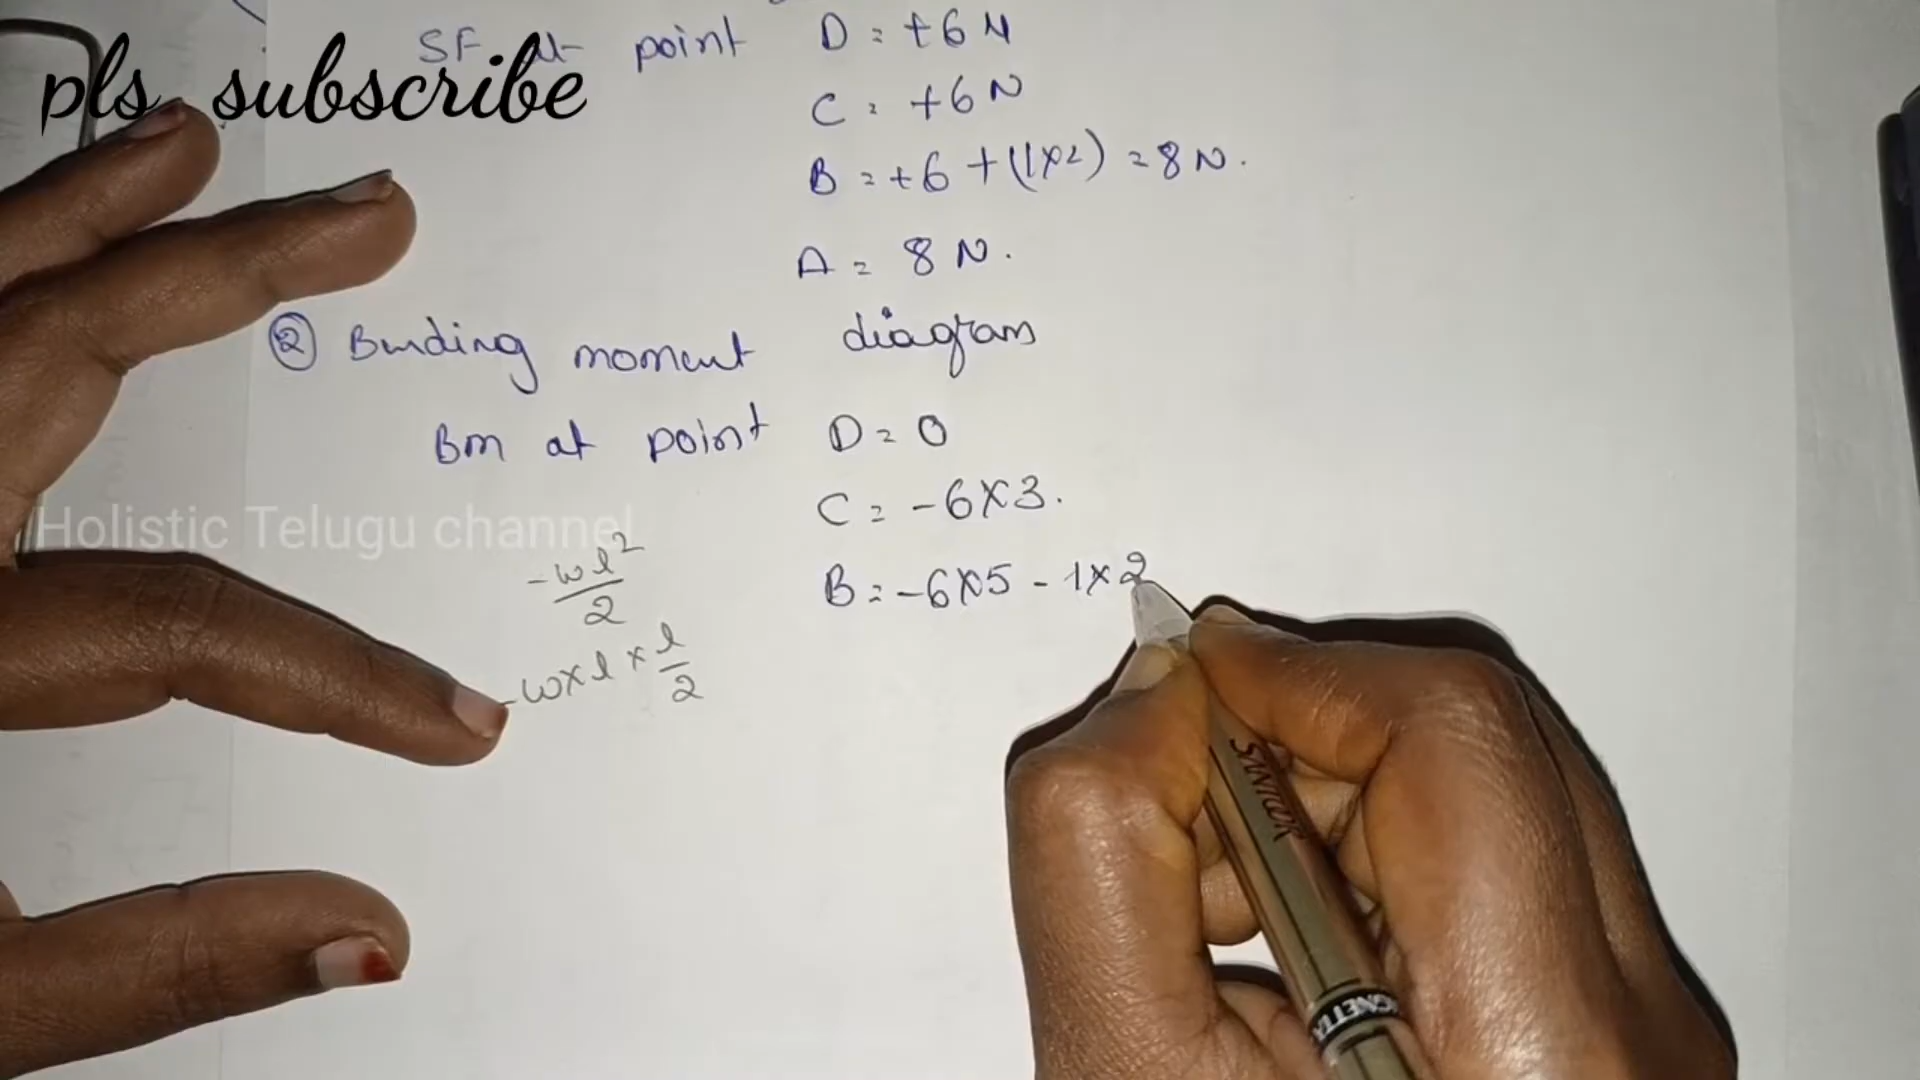 SF at point D = +6 N
pls subscribe
C = +6 N
B = +6 + (1×2) = 8 N.
A = 8 N.
② Bending moment diagram
Bm at point D = 0
C = -6×3.
Holistic Telugu channel
-wl²/2
B = -6×5 - 1×2
-w×l×l/2
SANTOOR
MAGNETTA